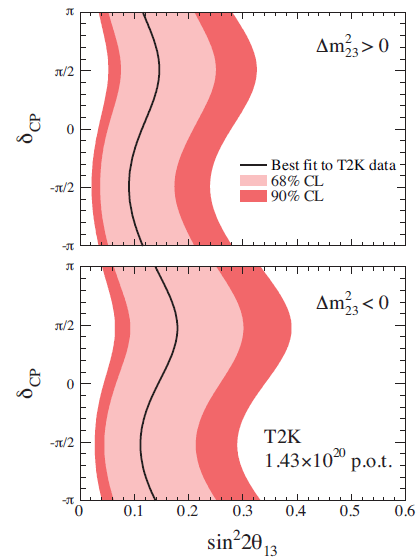 π
π/2
0
-π/2
-π
δCP
Δm²₂₃ > 0
Best fit to T2K data
68% CL
90% CL
π
π/2
0
-π/2
-π
δCP
Δm²₂₃ < 0
T2K
1.43×10²⁰ p.o.t.
0 0.1 0.2 0.3 0.4 0.5 0.6
sin²2θ₁₃